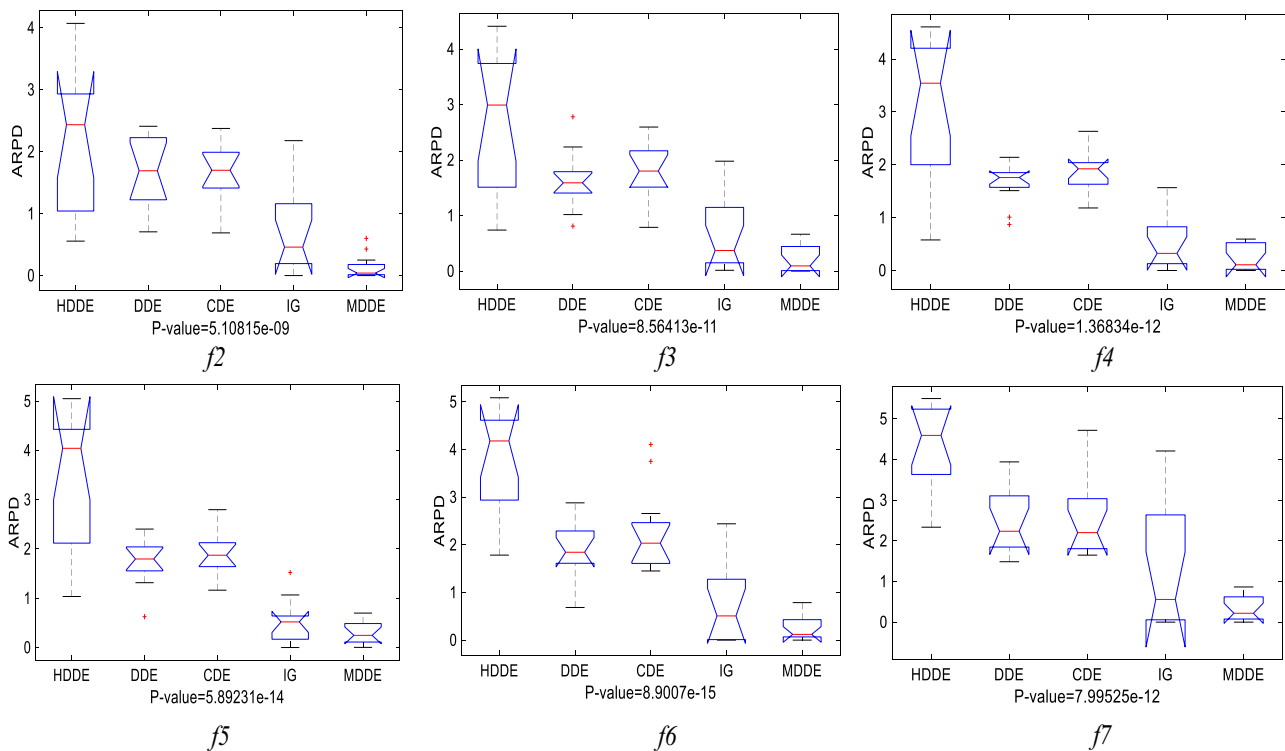 4
3
2
1
0
ARPD
HDDE DDE CDE IG MDDE
P-value=5.10815e-09
f2
4
3
2
1
0
ARPD
HDDE DDE CDE IG MDDE
P-value=8.56413e-11
f3
4
3
2
1
0
ARPD
HDDE DDE CDE IG MDDE
P-value=1.36834e-12
f4
5
4
3
2
1
0
ARPD
HDDE DDE CDE IG MDDE
P-value=5.89231e-14
f5
5
4
3
2
1
0
ARPD
HDDE DDE CDE IG MDDE
P-value=8.9007e-15
f6
5
4
3
2
1
0
ARPD
HDDE DDE CDE IG MDDE
P-value=7.99525e-12
f7